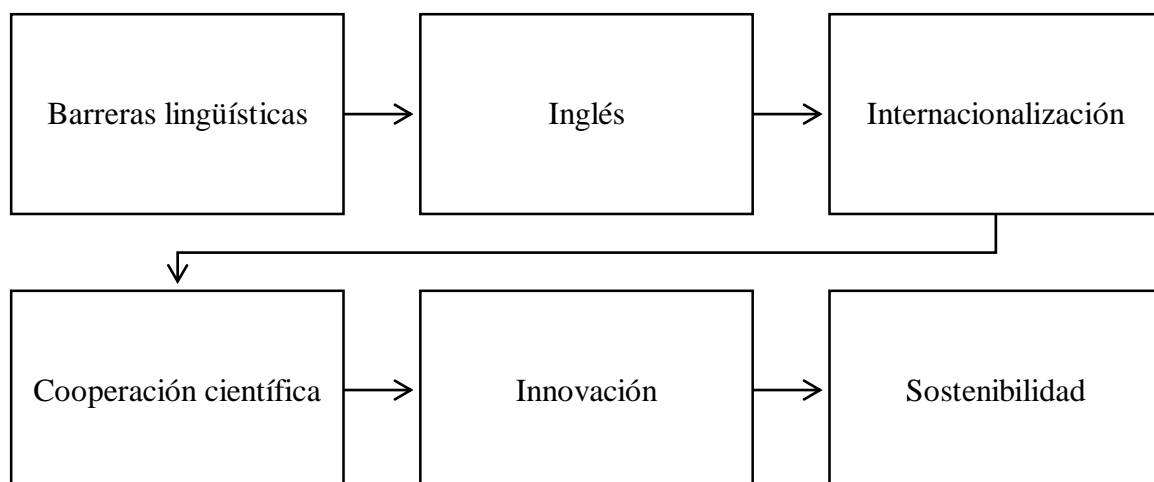 Barreras lingüísticas
Inglés
Internacionalización
Cooperación científica
Innovación
Sostenibilidad